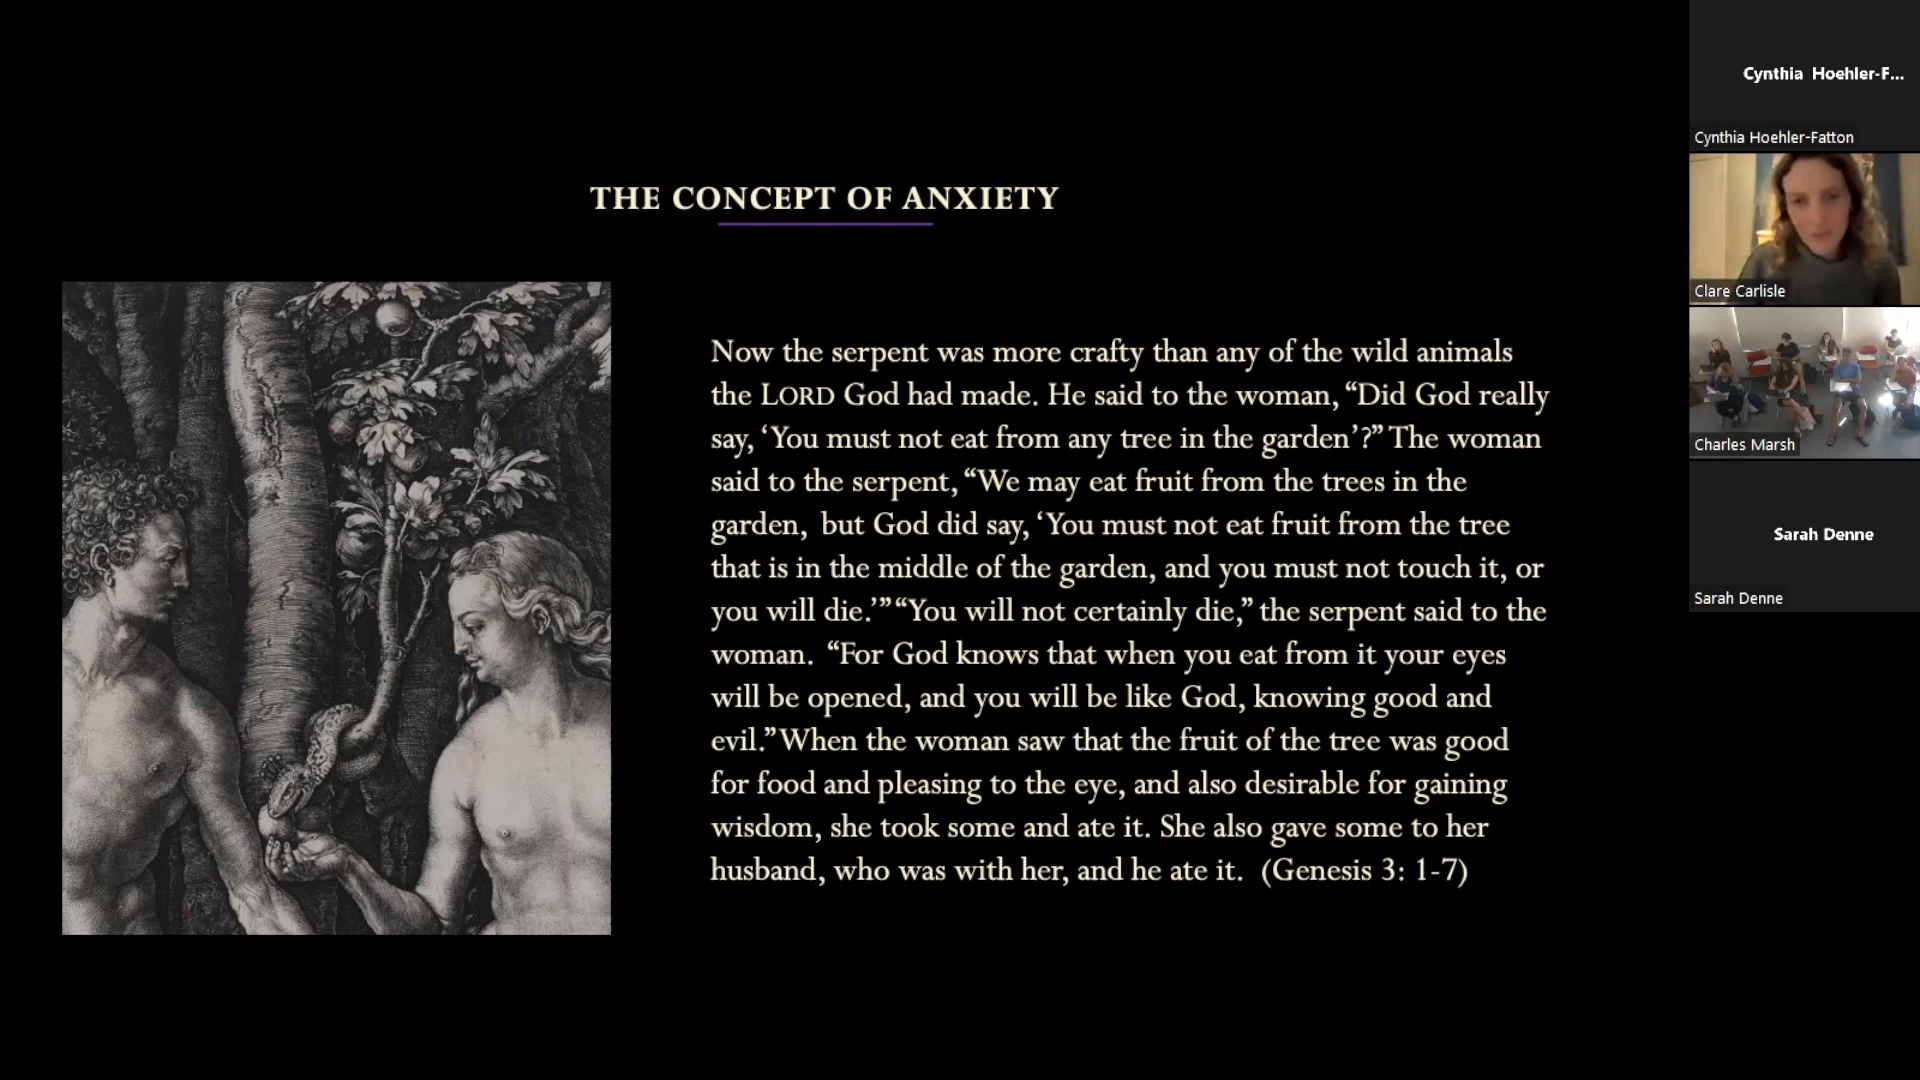 THE CONCEPT OF ANXIETY
Now the serpent was more crafty than any of the wild animals
the LORD God had made. He said to the woman, “Did God really
say, ‘You must not eat from any tree in the garden’?” The woman
said to the serpent, “We may eat fruit from the trees in the
garden, but God did say, ‘You must not eat fruit from the tree
that is in the middle of the garden, and you must not touch it, or
you will die.’” “You will not certainly die,” the serpent said to the
woman. “For God knows that when you eat from it your eyes
will be opened, and you will be like God, knowing good and
evil.” When the woman saw that the fruit of the tree was good
for food and pleasing to the eye, and also desirable for gaining
wisdom, she took some and ate it. She also gave some to her
husband, who was with her, and he ate it. (Genesis 3: 1-7)
Cynthia Hoehler-F...
Cynthia Hoehler-Fatton
Clare Carlisle
Charles Marsh
Sarah Denne
Sarah Denne